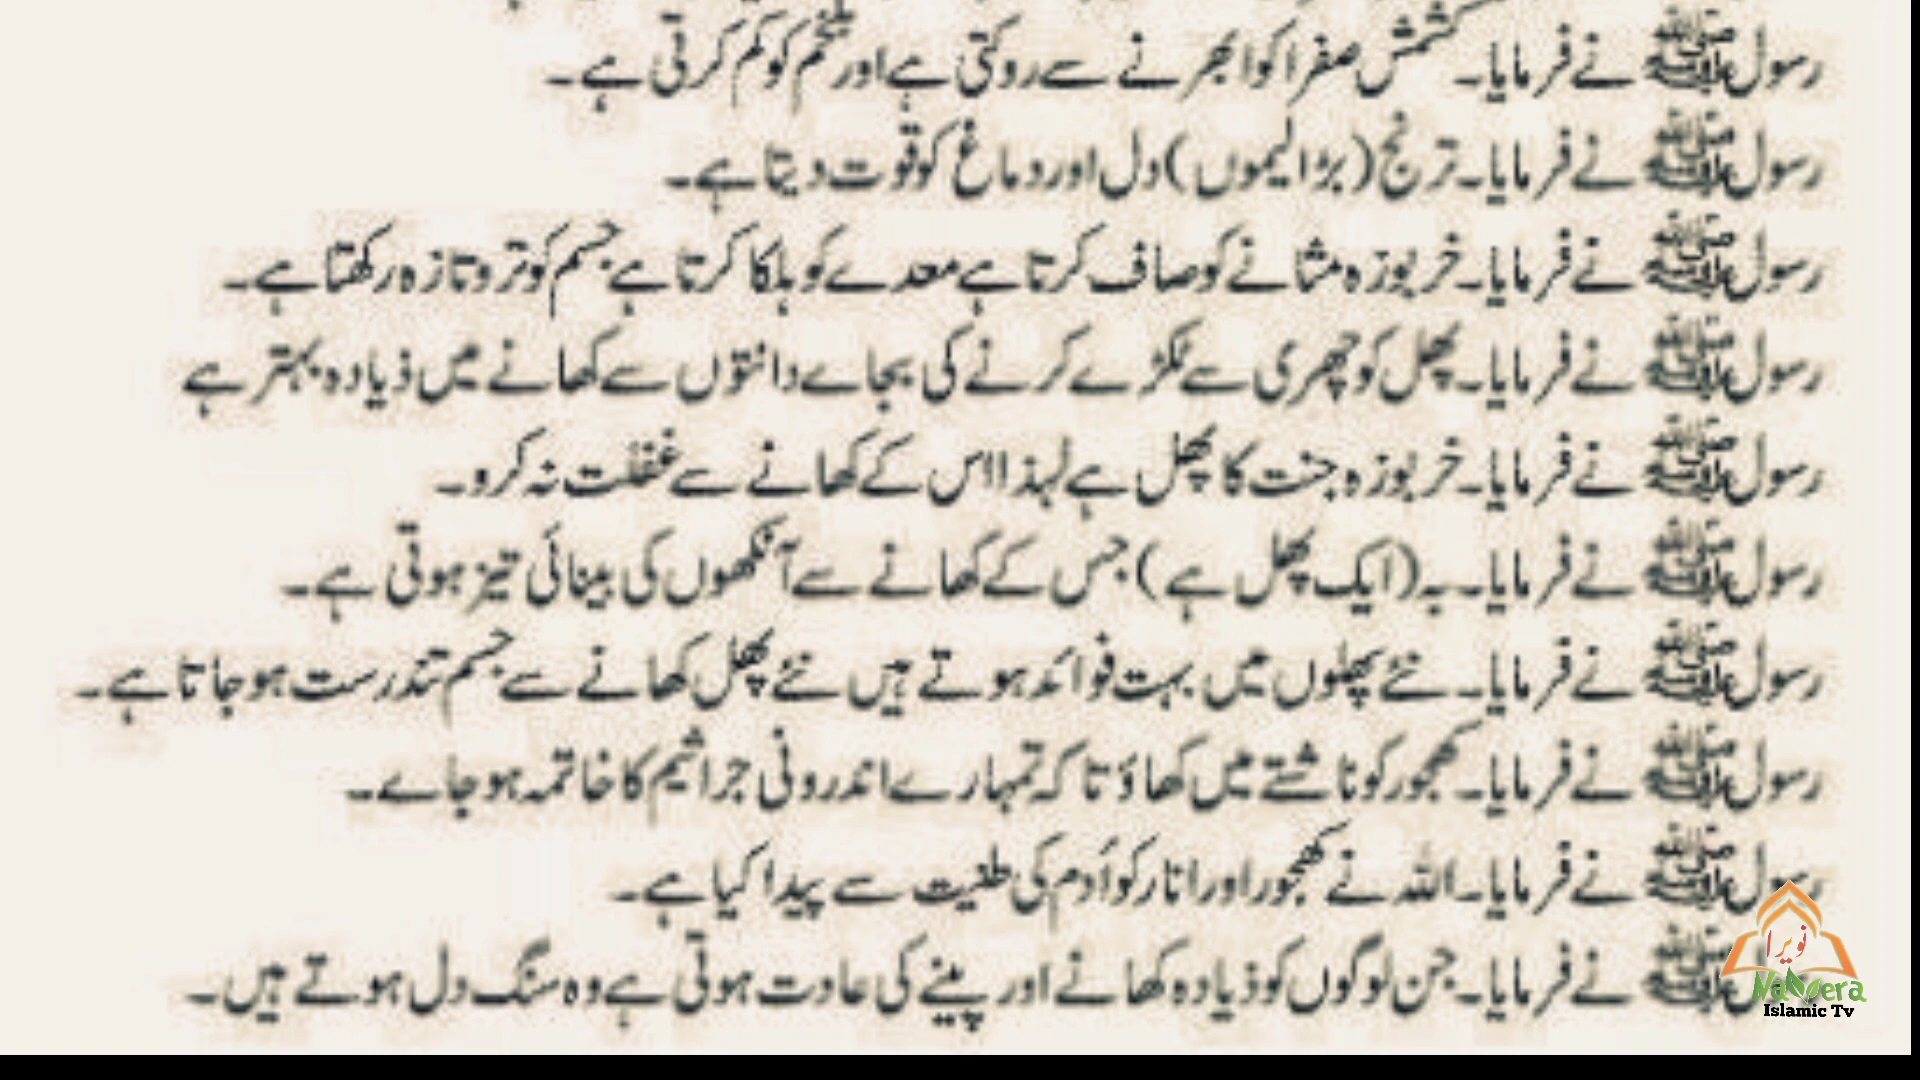 رسول ﷺ نے فرمایا۔ کشمش صفرا کو ابھرنے سے روکتی ہے اور بلغم کو کم کرتی ہے۔
رسول ﷺ نے فرمایا۔ ترنج (بڑا لیموں) دل اور دماغ کو قوت دیتا ہے۔
رسول ﷺ نے فرمایا۔ خربوزہ مثانے کو صاف کرتا ہے معدے کو ہلکا کرتا ہے جسم کو تر و تازہ رکھتا ہے۔
رسول ﷺ نے فرمایا۔ پھل کو چھری سے ٹکڑے کرنے کی بجاے دانتوں سے کھانے میں ذیادہ بہتر ہے
رسول ﷺ نے فرمایا۔ خربوزہ جنت کا پھل ہے لہذا اس کے کھانے سے غفلت نہ کرو۔
رسول ﷺ نے فرمایا۔ بہ (ایک پھل ہے) جس کے کھانے سے آنکھوں کی بینائی تیز ہوتی ہے۔
رسول ﷺ نے فرمایا۔ نئے پھلوں میں بہت فوائد ہوتے ہیں نئے پھل کھانے سے جسم تندرست ہو جاتا ہے۔
رسول ﷺ نے فرمایا۔ کھجور کو ناشتے میں کھاؤ تا کہ تمہارے اندرونی جراثیم کا خاتمہ ہو جاے۔
رسول ﷺ نے فرمایا۔ اللہ نے کھجور اور انار کو آدم کی طنیت سے پیدا کیا ہے۔
ﷺ نے فرمایا۔ جن لوگوں کو ذیادہ کھانے اور پینے کی عادت ہوتی ہے وہ سنگ دل ہوتے ہیں۔
نویرا
Naveera
Islamic Tv